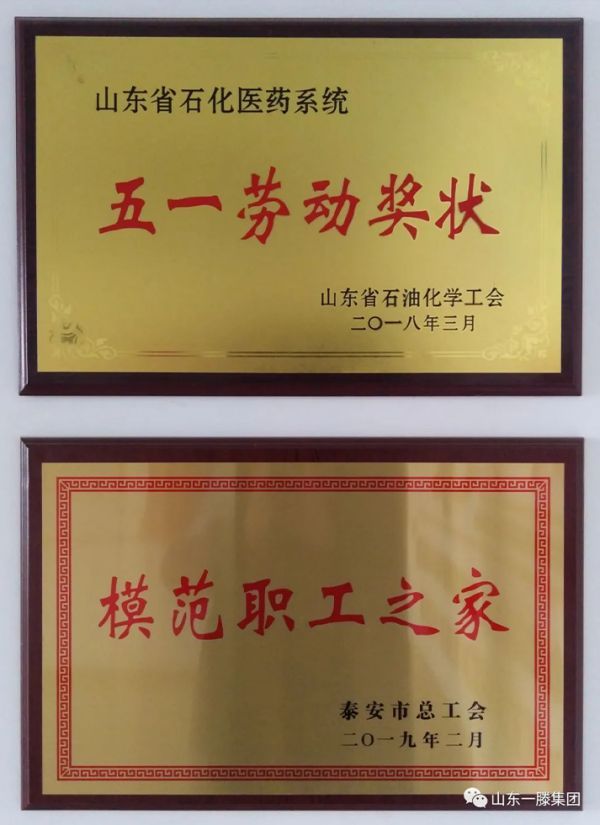 山东省石化医药系统
五一劳动奖状
山东省石油化学工会
二〇一八年三月
模范职工之家
泰安市总工会
二〇一九年二月
山东一滕集团